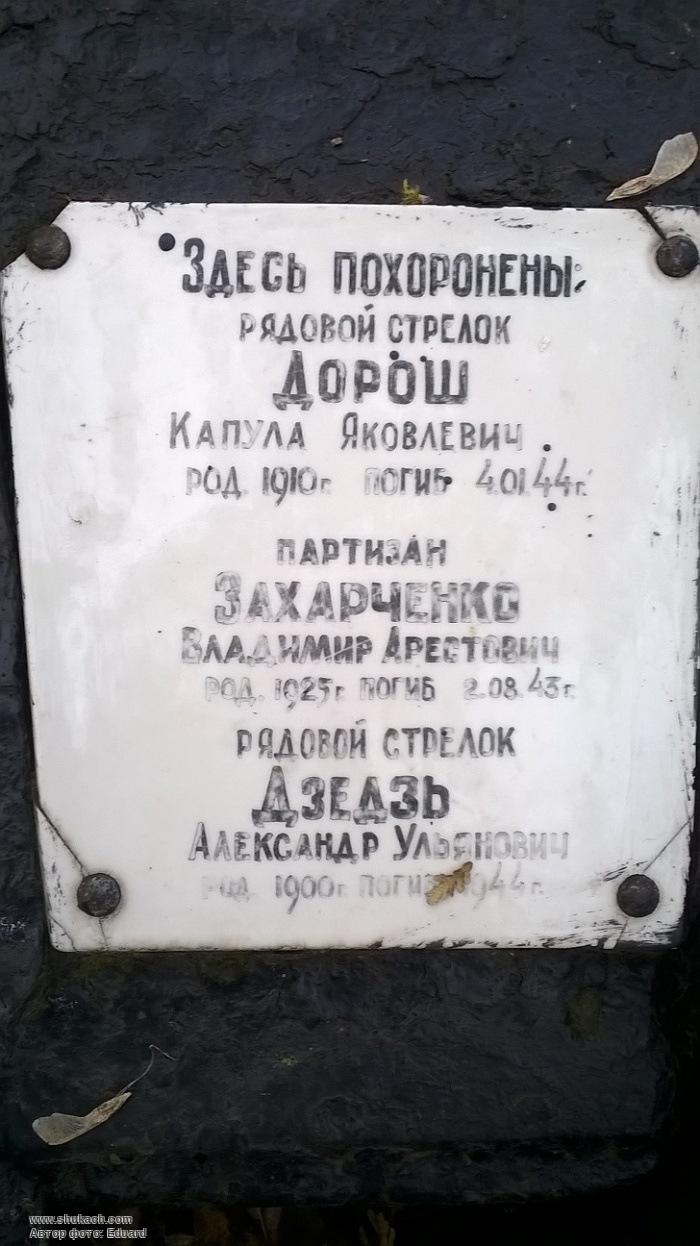 Здесь похоронены:
рядовой стрелок
Дорош
Капула Яковлевич
род. 1910г. погиб 4.01.44г.
партизан
Захарченко
Владимир Арестович
род. 1925г. погиб 2.08.43г.
рядовой стрелок
Дзедзь
Александр Ульянович
род. 1900г. погиб 1944г.
www.shukach.com
Автор фото: Eduard